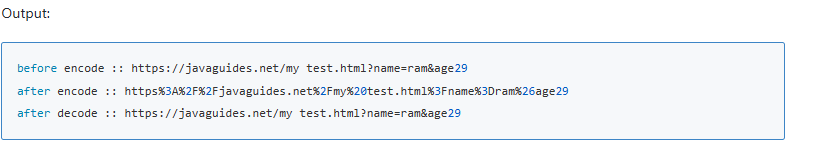 Output:
before encode :: https://javaguides.net/my test.html?name=ram&age29
after encode :: https%3A%2F%2Fjavaguides.net%2Fmy%20test.html%3Fname%3Dram%26age29
after decode :: https://javaguides.net/my test.html?name=ram&age29